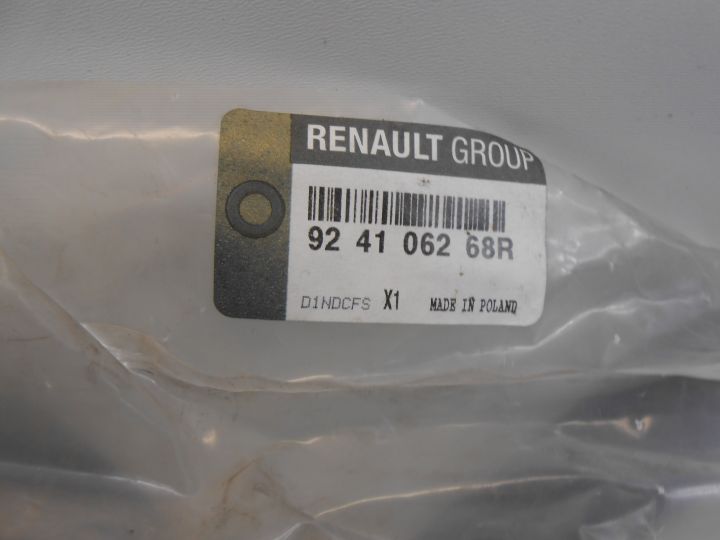 RENAULT GROUP
92 41 062 68R
D1NDCFS X1 MADE IN POLAND